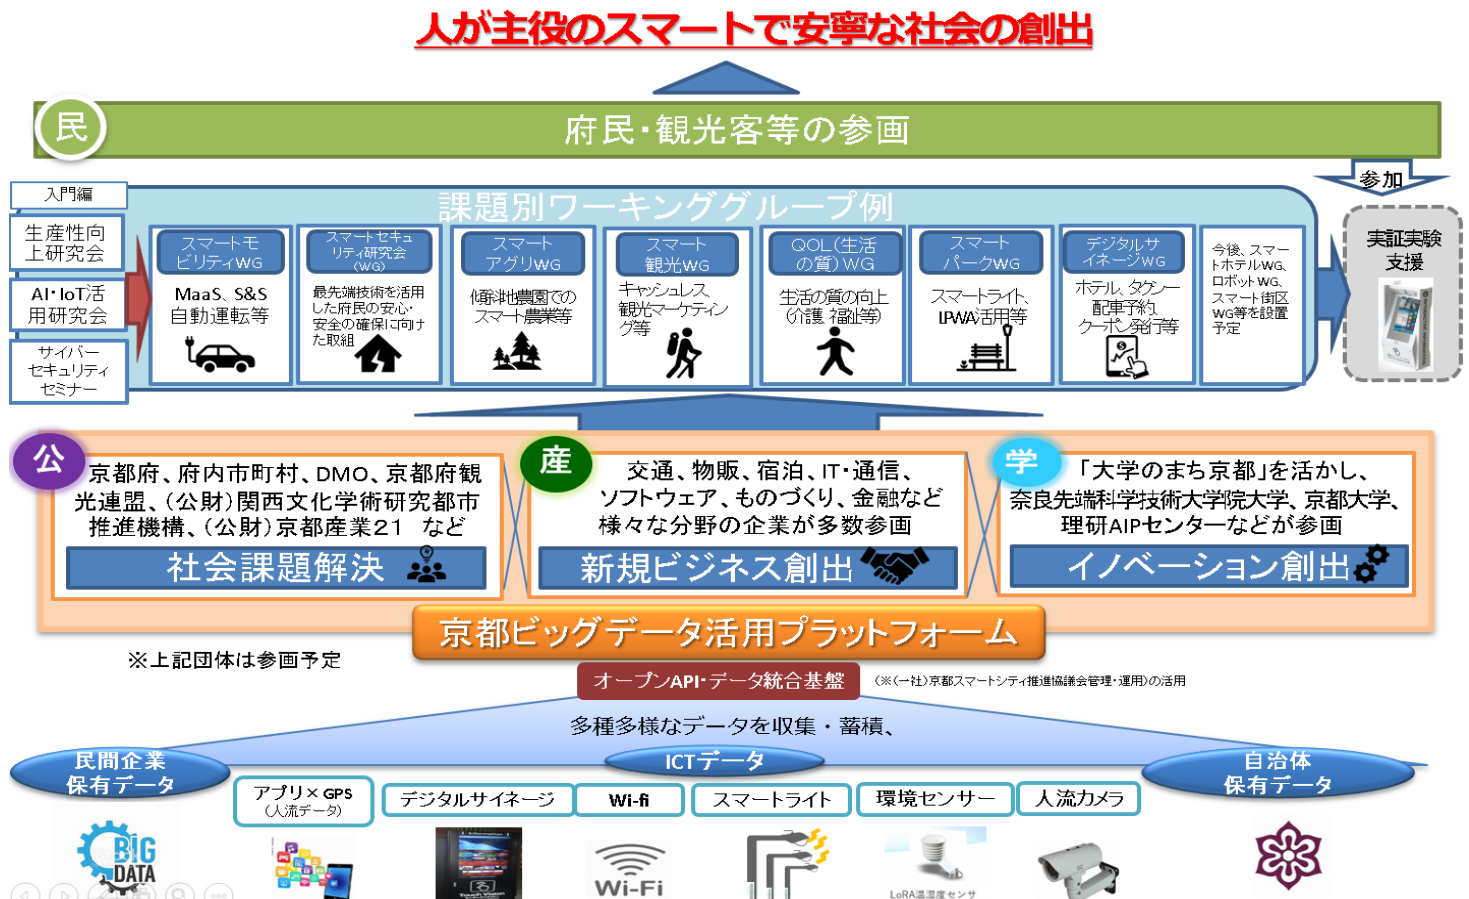 人が主役のスマートで安寧な社会の創出
民
府民・観光客等の参画
参加
入門編
生産性向
上研究会
AI・IoT活
用研究会
サイバー
セキュリティ
セミナー
課題別ワーキンググループ例
スマートモ
ビリティWG
MaaS、S&S
自動運転等
スマートセキュ
リティ研究会
(WG)
最先端技術を活用
した府民の安心・
安全の確保に向け
た取組
スマート
アグリWG
傾斜地農園での
スマート農業等
スマート
観光WG
キャッシュレス、
観光マーケティン
グ等
QOL(生活
の質)WG
生活の質の向上
(介護、福祉等)
スマート
パークWG
スマートライト、
LPWA活用等
デジタルサ
イネージWG
ホテル、タクシー
配車予約、
クーポン発行等
今後、スマー
トホテルWG、
ロボットWG、
スマート街区
WG等を設置
予定
実証実験
支援
公
京都府、府内市町村、DMO、京都府観
光連盟、(公財)関西文化学術研究都市
推進機構、(公財)京都産業21 など
社会課題解決
産
交通、物販、宿泊、IT・通信、
ソフトウェア、ものづくり、金融など
様々な分野の企業が多数参画
新規ビジネス創出
学
「大学のまち京都」を活かし、
奈良先端科学技術大学院大学、京都大学、
理研AIPセンターなどが参画
イノベーション創出
京都ビッグデータ活用プラットフォーム
※上記団体は参画予定
オープンAPI・データ統合基盤
(※(一社)京都スマートシティ推進協議会管理・運用)の活用
多種多様なデータを収集・蓄積、
民間企業
保有データ
ICTデータ
自治体
保有データ
アプリ×GPS
(人流データ)
デジタルサイネージ
Wi-fi
スマートライト
環境センサー
人流カメラ
BIG
DATA
Wi-Fi
LoRA温湿度センサ